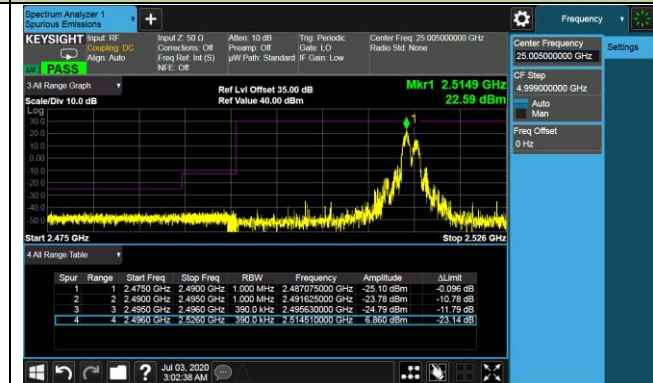 Spectrum Analyzer 1
Spurious Emissions
+
Frequency
KEYSIGHT
Input: RF
Coupling: DC
Align: Auto
Input Z: 50 Ω
Corrections: Off
Freq Ref: Int (S)
NFE: Off
Atten: 10 dB
Preamp: Off
µW Path: Standard
Trig: Periodic
Gate: LO
IF Gain: Low
Center Freq: 25.005000000 GHz
Radio Std: None
PASS
Center Frequency
25.005000000 GHz
Settings
CF Step
4.999000000 GHz
Auto
Man
Freq Offset
0 Hz
3 All Range Graph
Scale/Div 10.0 dB
Ref Lvl Offset 35.00 dB
Ref Value 40.00 dBm
Mkr1 2.5149 GHz
22.59 dBm
Log
30.0
20.0
10.0
0.00
-10.0
-20.0
-30.0
-40.0
-50.0
1
Start 2.475 GHz
Stop 2.526 GHz
4 All Range Table
Spur Range Start Freq Stop Freq RBW Frequency Amplitude ΔLimit
1 1 2.4750 GHz 2.4900 GHz 1.000 MHz 2.487075000 GHz -25.10 dBm -0.096 dB
2 2 2.4900 GHz 2.4950 GHz 1.000 MHz 2.491625000 GHz -23.78 dBm -10.78 dB
3 3 2.4950 GHz 2.4960 GHz 390.0 kHz 2.495630000 GHz -24.79 dBm -11.79 dB
4 4 2.4960 GHz 2.5260 GHz 390.0 kHz 2.514510000 GHz 6.860 dBm -23.14 dB
?
Jul 03, 2020
3:02:38 AM